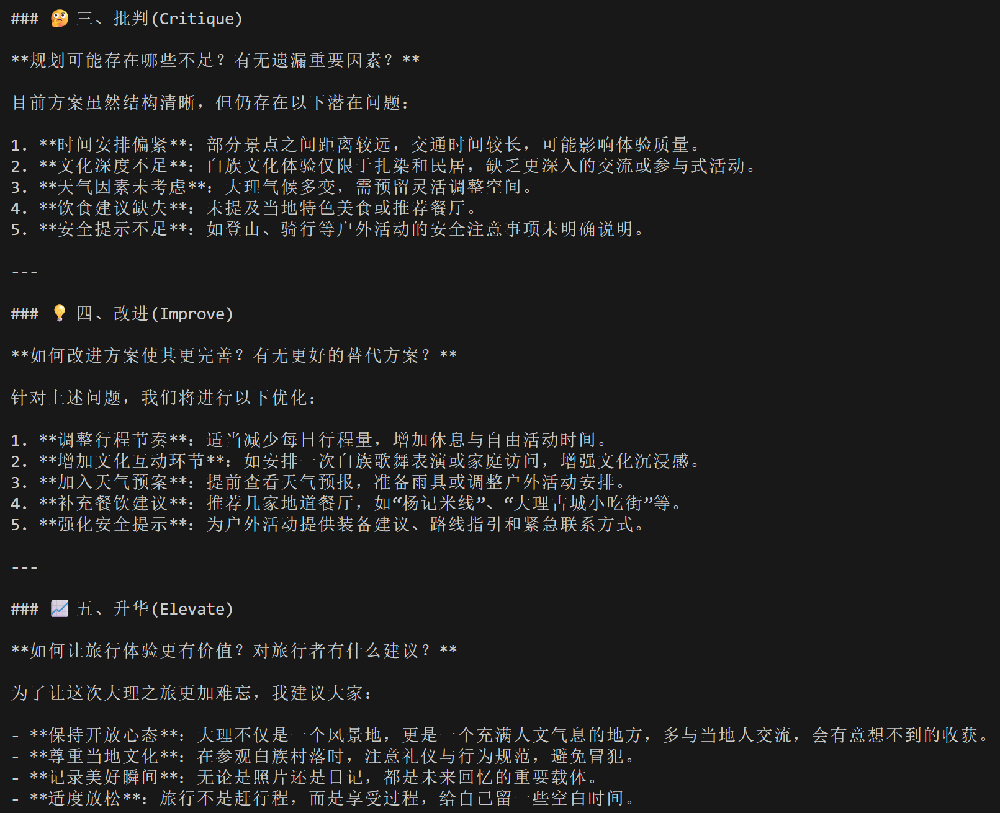 ### 🤔 三、批判(Critique)
**规划可能存在哪些不足？有无遗漏重要因素？**
目前方案虽然结构清晰，但仍存在以下潜在问题：
1. **时间安排偏紧**：部分景点之间距离较远，交通时间较长，可能影响体验质量。
2. **文化深度不足**：白族文化体验仅限于扎染和民居，缺乏更深入的交流或参与式活动。
3. **天气因素未考虑**：大理气候多变，需预留灵活调整空间。
4. **饮食建议缺失**：未提及当地特色美食或推荐餐厅。
5. **安全提示不足**：如登山、骑行等户外活动的安全注意事项未明确说明。
---
### 💡 四、改进(Improve)
**如何改进方案使其更完善？有无更好的替代方案？**
针对上述问题，我们将进行以下优化：
1. **调整行程节奏**：适当减少每日行程量，增加休息与自由活动时间。
2. **增加文化互动环节**：如安排一次白族歌舞表演或家庭访问，增强文化沉浸感。
3. **加入天气预案**：提前查看天气预报，准备雨具或调整户外活动安排。
4. **补充餐饮建议**：推荐几家地道餐厅，如“杨记米线”、“大理古城小吃街”等。
5. **强化安全提示**：为户外活动提供装备建议、路线指引和紧急联系方式。
---
### 📈 五、升华(Elevate)
**如何让旅行体验更有价值？对旅行者有什么建议？**
为了让这次大理之旅更加难忘，我建议大家：
- **保持开放心态**：大理不仅是一个风景地，更是一个充满人文气息的地方，多与当地人交流，会有意想不到的收获。
- **尊重当地文化**：在参观白族村落时，注意礼仪与行为规范，避免冒犯。
- **记录美好瞬间**：无论是照片还是日记，都是未来回忆的重要载体。
- **适度放松**：旅行不是赶行程，而是享受过程，给自己留一些空白时间。